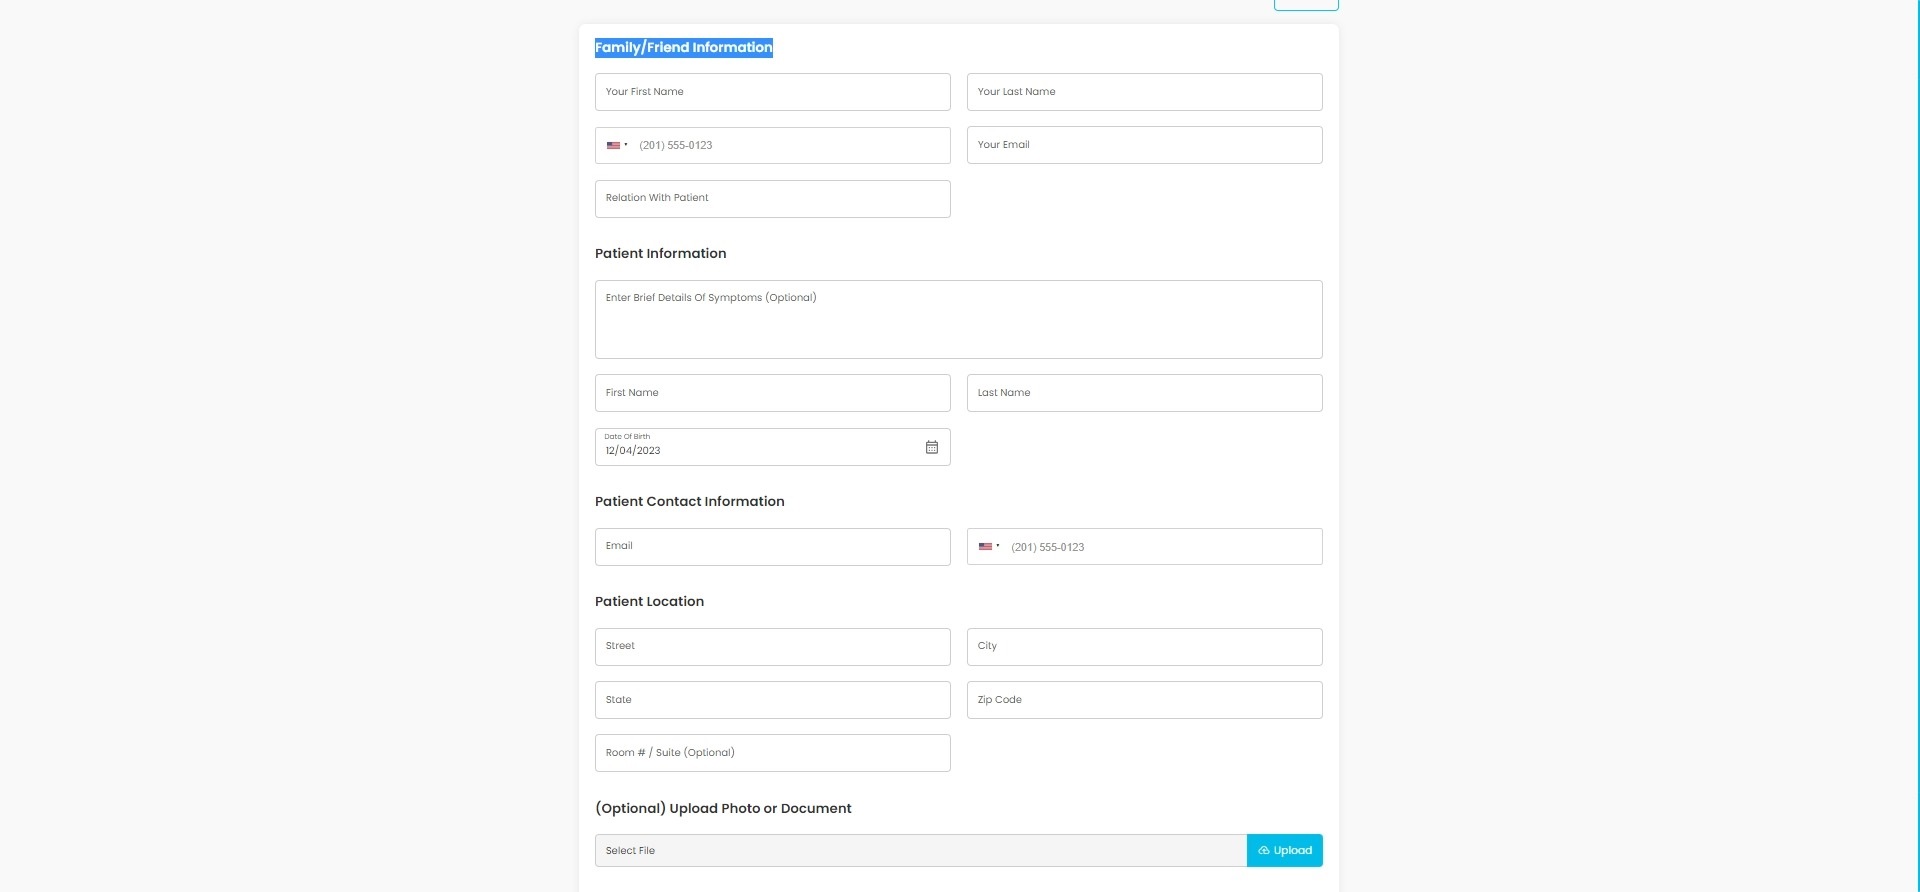 Family/Friend Information
Your First Name
Your Last Name
(201) 555-0123
Your Email
Relation With Patient
Patient Information
Enter Brief Details Of Symptoms (Optional)
First Name
Last Name
Date Of Birth
12/04/2023
Patient Contact Information
Email
(201) 555-0123
Patient Location
Street
City
State
Zip Code
Room # / Suite (Optional)
(Optional) Upload Photo or Document
Select File
Upload